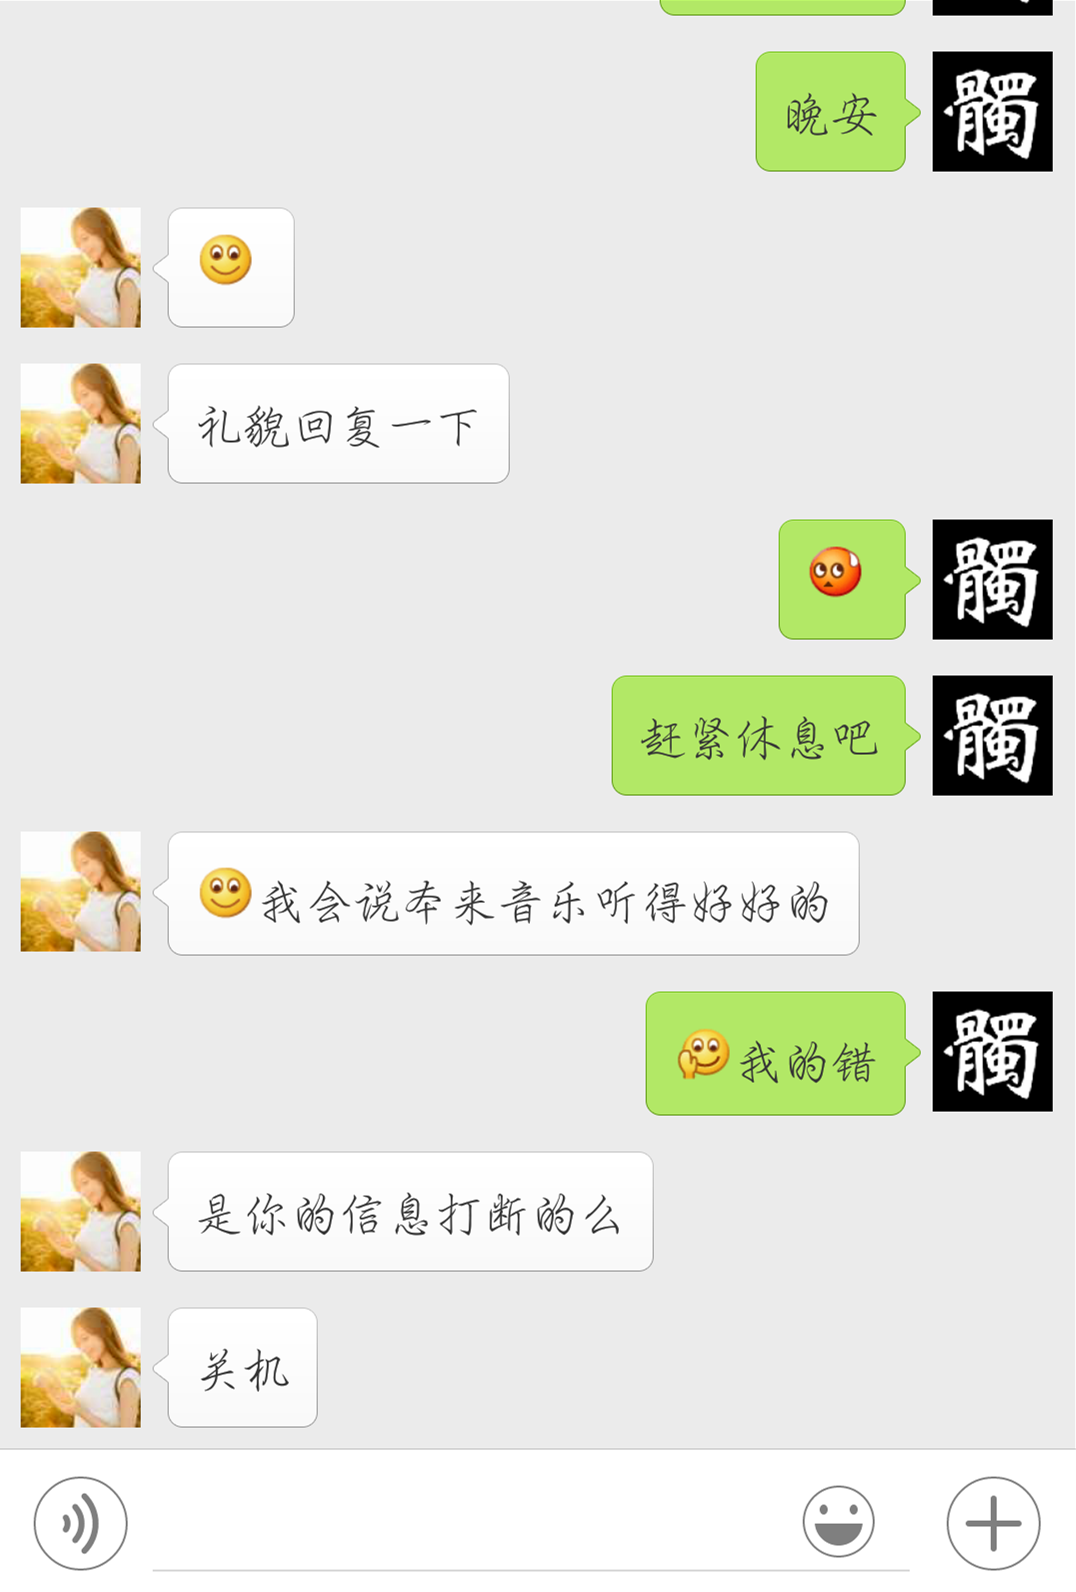 晚安
髑
礼貌回复一下
髑
赶紧休息吧
髑
我会说本来音乐听得好好的
我的错
髑
是你的信息打断的么
关机